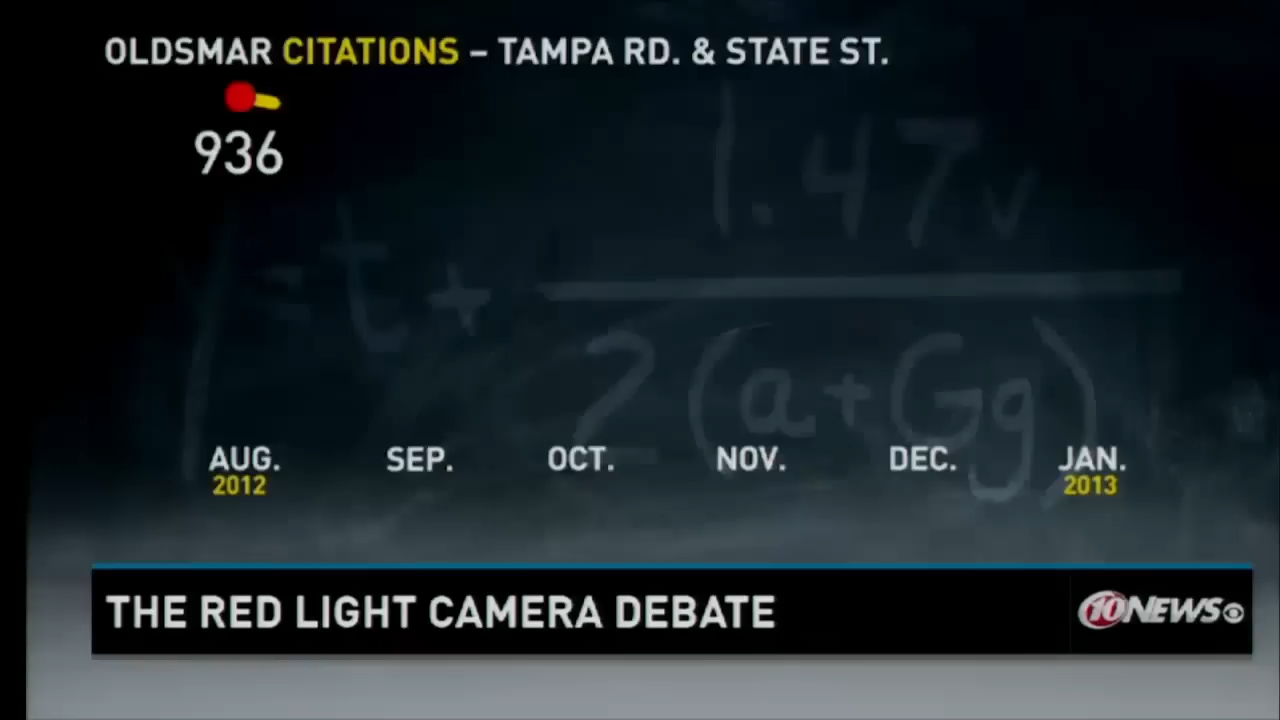 OLDSMAR CITATIONS – TAMPA RD. & STATE ST.
936
= t +
1.47v
2(a+Gg)
AUG. SEP. OCT. NOV. DEC. JAN.
2012 2013
THE RED LIGHT CAMERA DEBATE
10NEWS